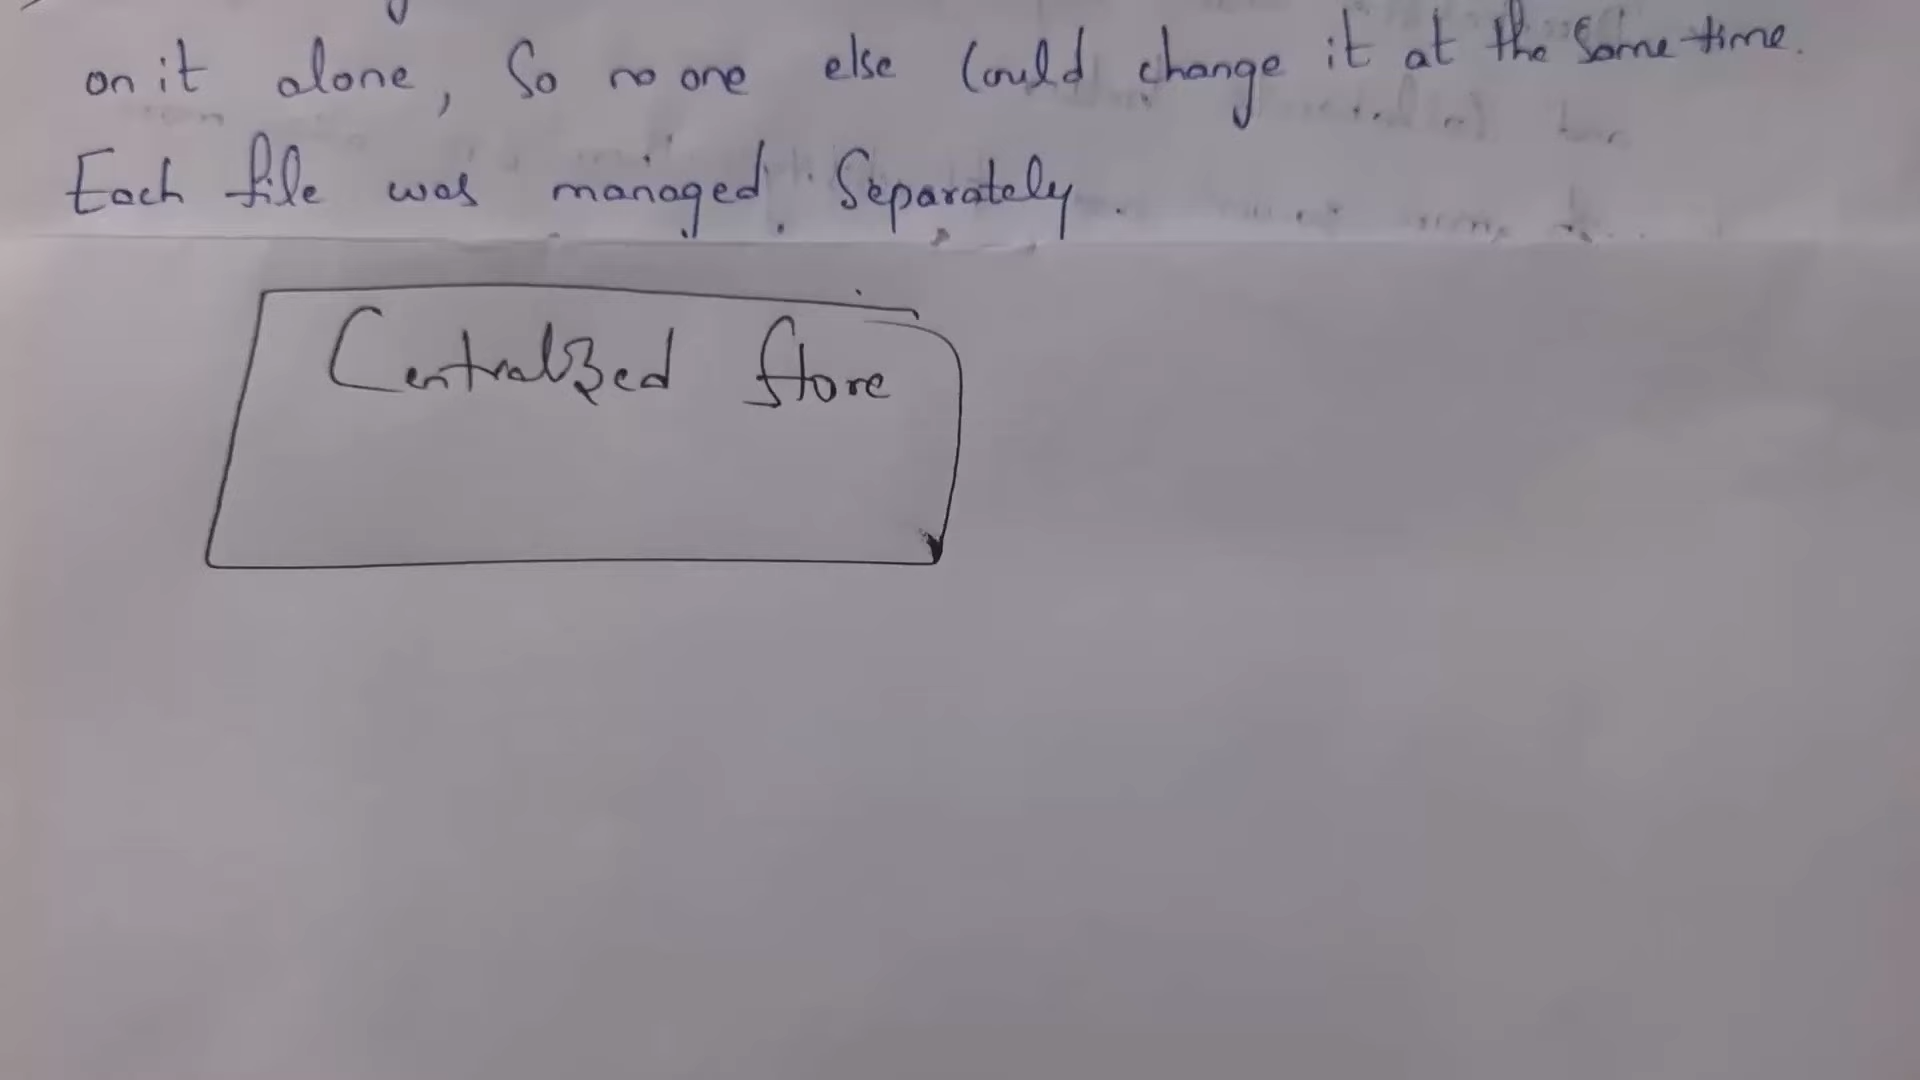 on it alone, So no one else Could change it at the Same time.
Each file was managed Separately.
Centralized Store